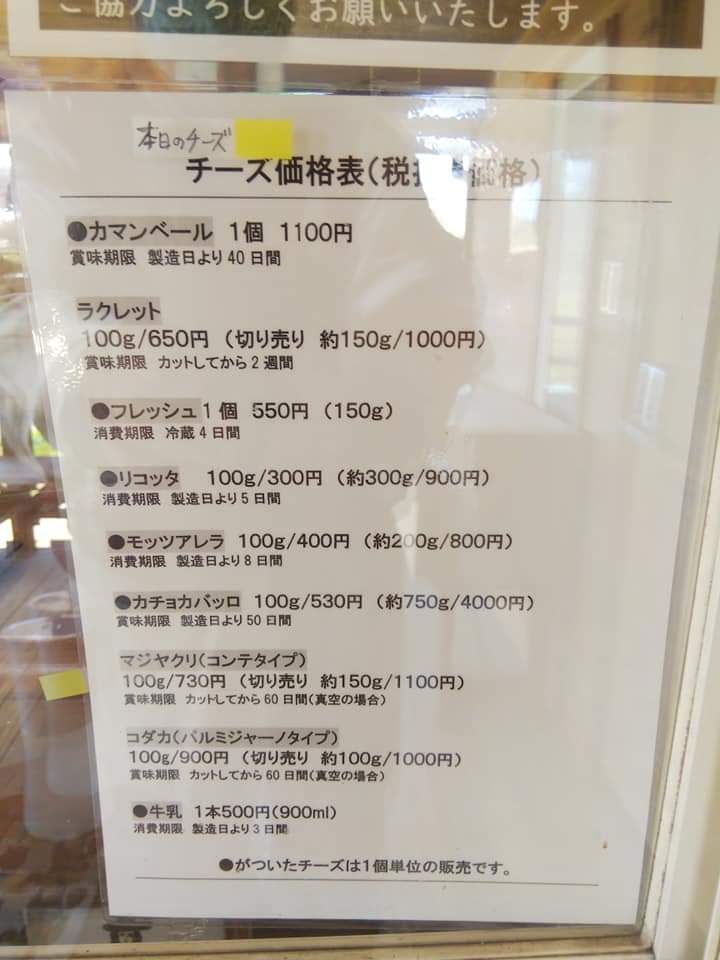 ご協力よろしくお願いいたします。
本日のチーズ
チーズ価格表(税抜価格)
●カマンベール 1個 1100円
賞味期限 製造日より40日間
ラクレット
100g/650円 (切り売り 約150g/1000円)
賞味期限 カットしてから2週間
●フレッシュ1個 550円 (150g)
消費期限 冷蔵4日間
●リコッタ 100g/300円 (約300g/900円)
消費期限 製造日より5日間
●モッツアレラ 100g/400円 (約200g/800円)
消費期限 製造日より8日間
●カチョカバッロ 100g/530円 (約750g/4000円)
賞味期限 製造日より50日間
マジヤクリ(コンテタイプ)
100g/730円 (切り売り 約150g/1100円)
賞味期限 カットしてから60日間(真空の場合)
コダカ(パルミジャーノタイプ)
100g/900円 (切り売り 約100g/1000円)
賞味期限 カットしてから60日間(真空の場合)
●牛乳 1本500円(900ml)
消費期限 製造日より3日間
●がついたチーズは1個単位の販売です。